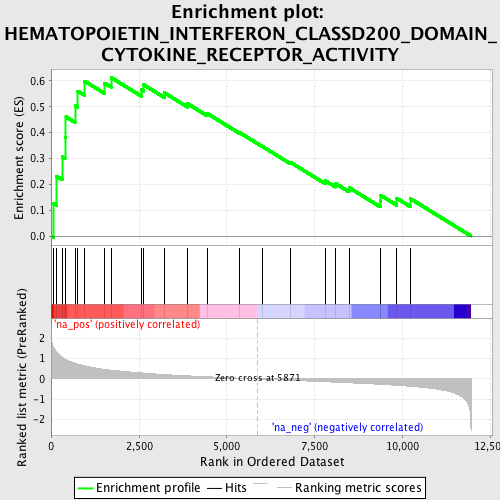 Enrichment plot:
HEMATOPOIETIN_INTERFERON_CLASSD200_DOMAIN_
CYTOKINE_RECEPTOR_ACTIVITY
Enrichment score (ES)
0.6
0.5
0.4
0.3
0.2
0.1
0.0
'na_pos' (positively correlated)
Ranked list metric (PreRanked)
2
1
0
-1
-2
Zero cross at 5871
'na_neg' (negatively correlated)
0
2,500
5,000
7,500
10,000
12,500
Rank in Ordered Dataset
Enrichment profile
Hits
Ranking metric scores